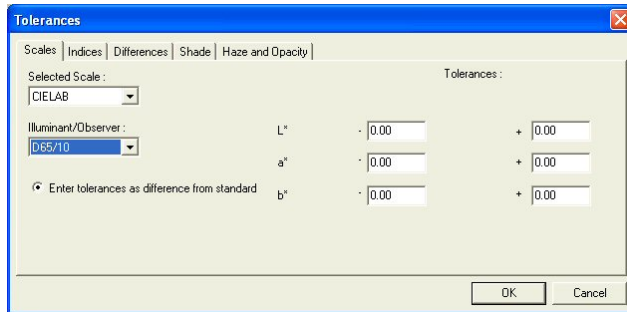 Tolerances
Scales Indices Differences Shade Haze and Opacity
Selected Scale : Tolerances :
CIELAB
Illuminant/Observer : L* - 0.00 + 0.00
D65/10
a* - 0.00 + 0.00
Enter tolerances as difference from standard b* - 0.00 + 0.00
OK Cancel